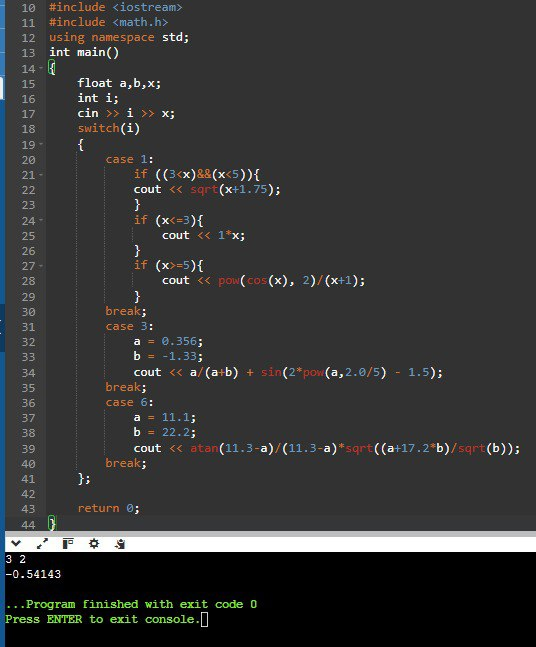 10 #include <iostream>
11 #include <math.h>
12 using namespace std;
13 int main()
14 {
15 float a,b,x;
16 int i;
17 cin >> i >> x;
18 switch(i)
19 {
20 case 1:
21 if ((3<x)&&(x<5)){
22 cout << sqrt(x+1.75);
23 }
24 if (x<=3){
25 cout << 1*x;
26 }
27 if (x>=5){
28 cout << pow(cos(x), 2)/(x+1);
29 }
30 break;
31 case 3:
32 a = 0.356;
33 b = -1.33;
34 cout << a/(a+b) + sin(2*pow(a,2.0/5) - 1.5);
35 break;
36 case 6:
37 a = 11.1;
38 b = 22.2;
39 cout << atan(11.3-a)/(11.3-a)*sqrt((a+17.2*b)/sqrt(b));
40 break;
41 };
42
43 return 0;
44 }
3 2
-0.54143
...Program finished with exit code 0
Press ENTER to exit console.